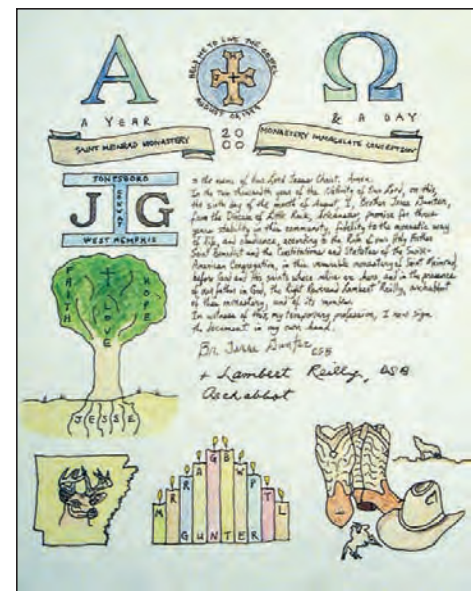 Α
HELP ME TO LIVE THE GOSPEL
AUGUST 06, 1998
Ω
A YEAR
& A DAY
SAINT MEINRAD MONASTERY
20
00
MONASTERY IMMACULATE CONCEPTION
JONESBORO
J CONWAY G
WEST MEMPHIS
In the name of Our Lord Jesus Christ, Amen.
In the two thousandth year of the Nativity of Our Lord, on this,
the sixth day of the month of August, I, Brother Jesse Gunter,
from the Diocese of Little Rock, Arkansas, promise for three
years stability in this community, fidelity to the monastic way
of life, and obedience, according to the Rule of our Holy Father
Saint Benedict and the Constitutions and Statutes of the Swiss-
American Congregation, in this venerable monastery of Saint Meinrad,
before God and the saints whose relics are here, and in the presence
of our father in God, the Right Reverend Lambert Reilly, archabbot
of this monastery, and of its monks.
In witness of this, my temporary profession, I now sign
the document in my own hand.
Br. Jesse Gunter
OSB
+ Lambert Reilly, OSB
Archabbot
FAITH
LOVE
HOPE
JESSE
M R R A G B W P T L
GUNTER